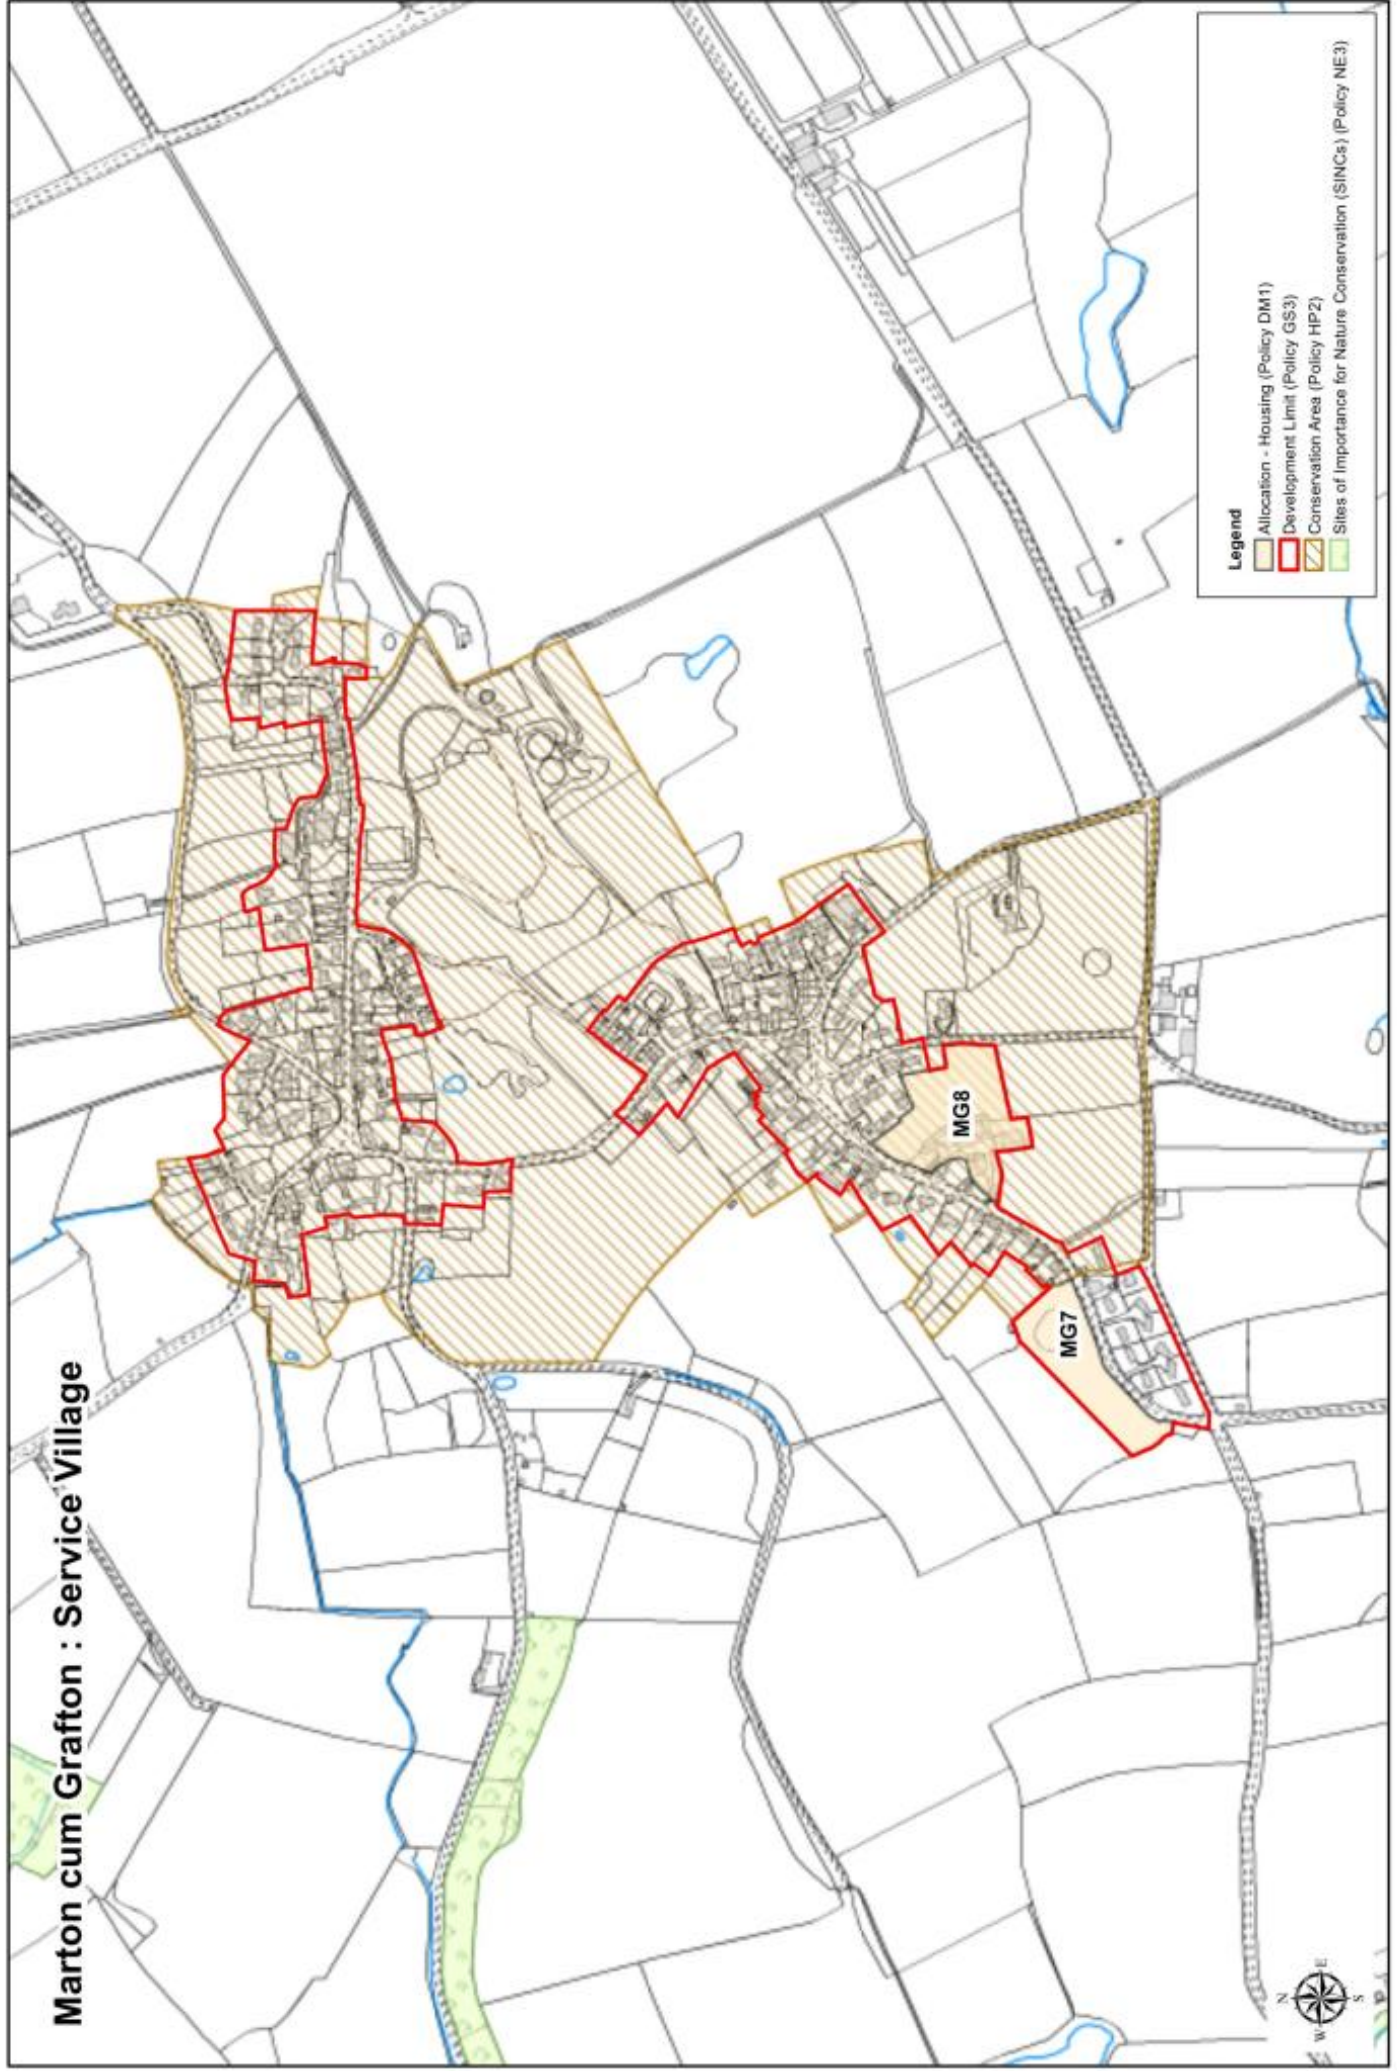 Marton cum Grafton : Service Village
MG8
MG7
Legend
Allocation - Housing (Policy DM1)
Development Limit (Policy GS3)
Conservation Area (Policy HP2)
Sites of Importance for Nature Conservation (SINCs) (Policy NE3)
N
W E
S